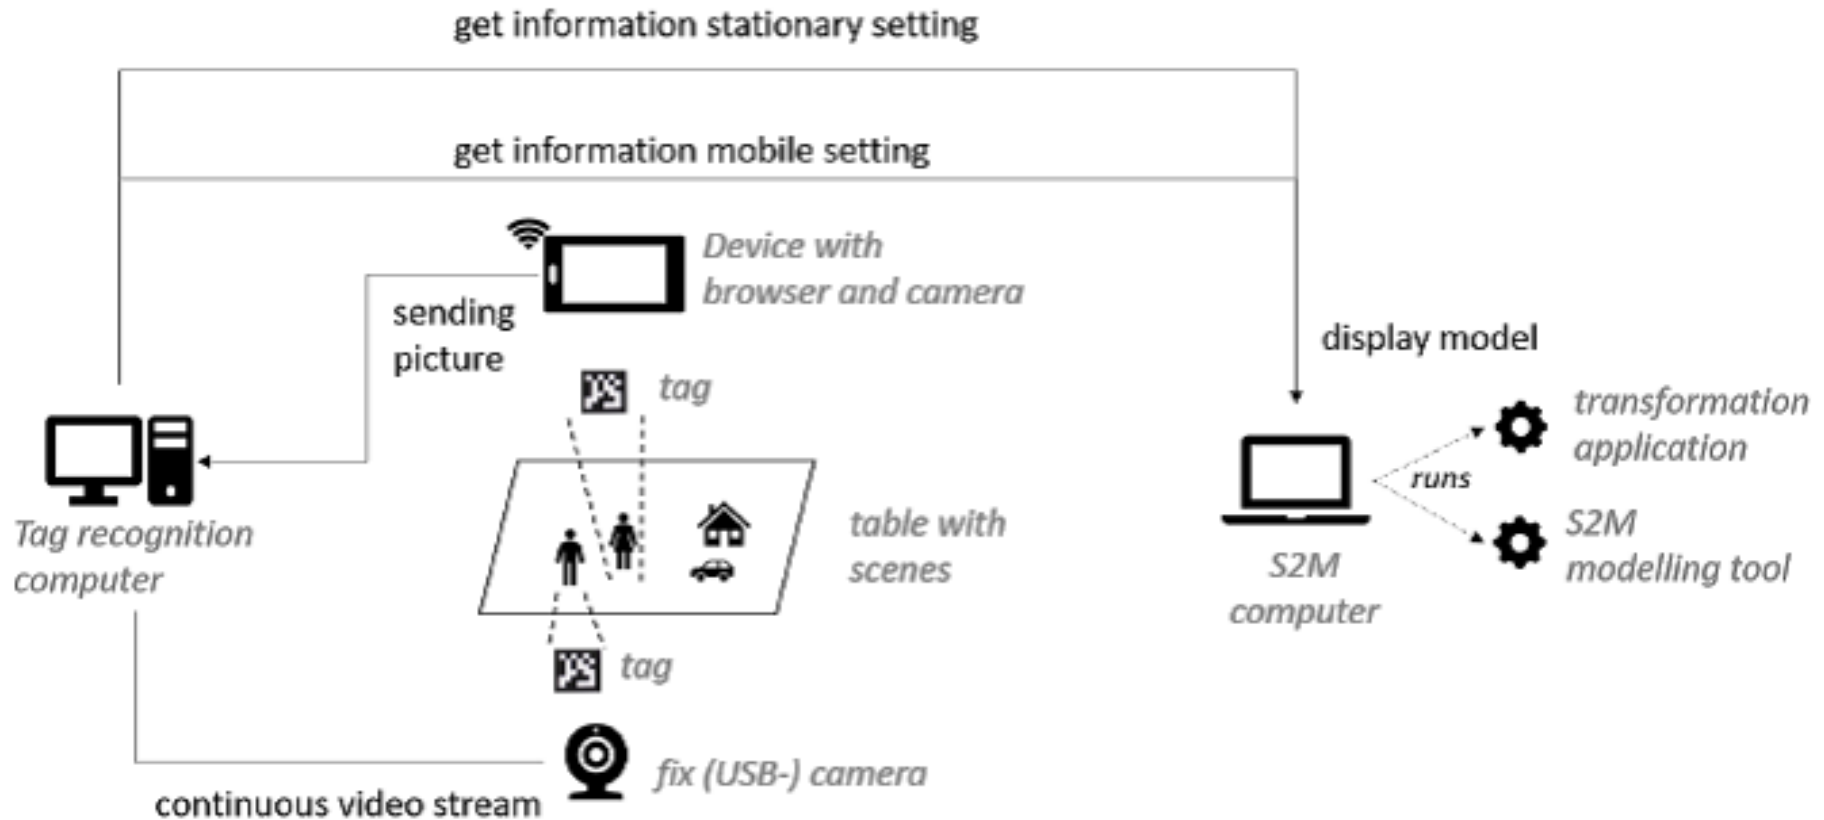 get information stationary setting
get information mobile setting
Device with
browser and camera
sending
picture
display model
tag
transformation
application
runs
Tag recognition
computer
table with
scenes
S2M
modelling tool
S2M
computer
tag
fix (USB-) camera
continuous video stream